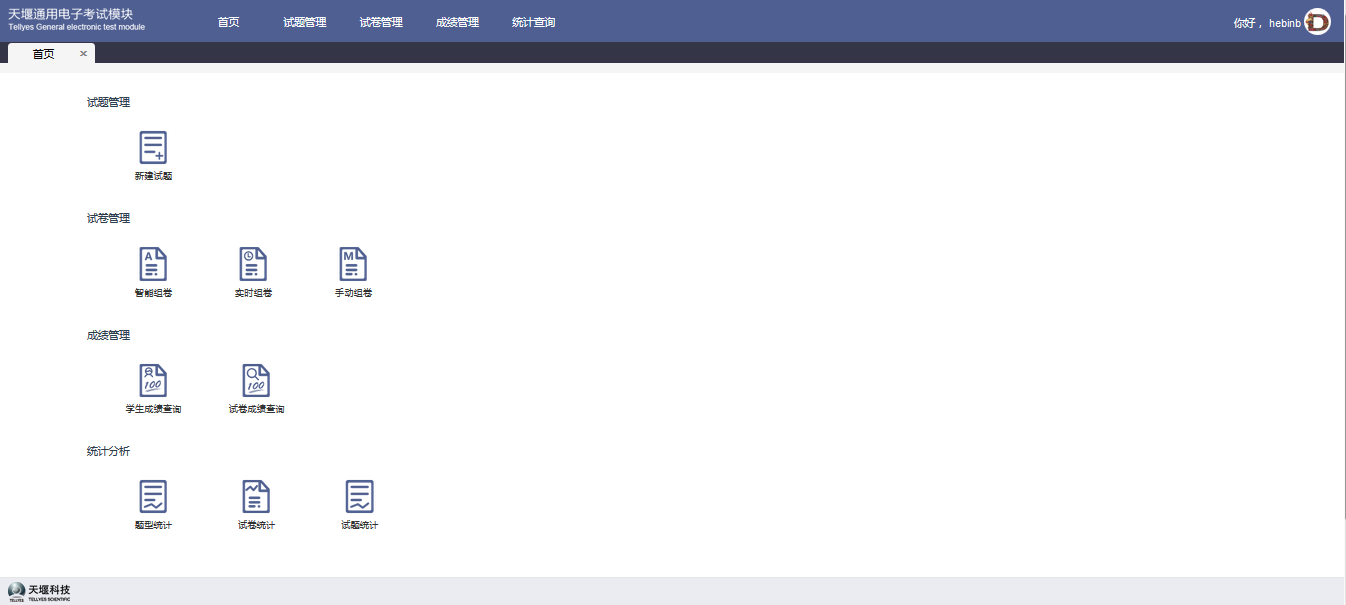 天堰通用电子考试模块
Tellyes General electronic test module
首页 试题管理 试卷管理 成绩管理 统计查询
你好， hebinb
首页 ×
试题管理
新建试题
试卷管理
A M
智能组卷 实时组卷 手动组卷
成绩管理
100 100
学生成绩查询 试卷成绩查询
统计分析
题型统计 试卷统计 试题统计
天堰科技
TELLYES TELLYES SCIENTIFIC